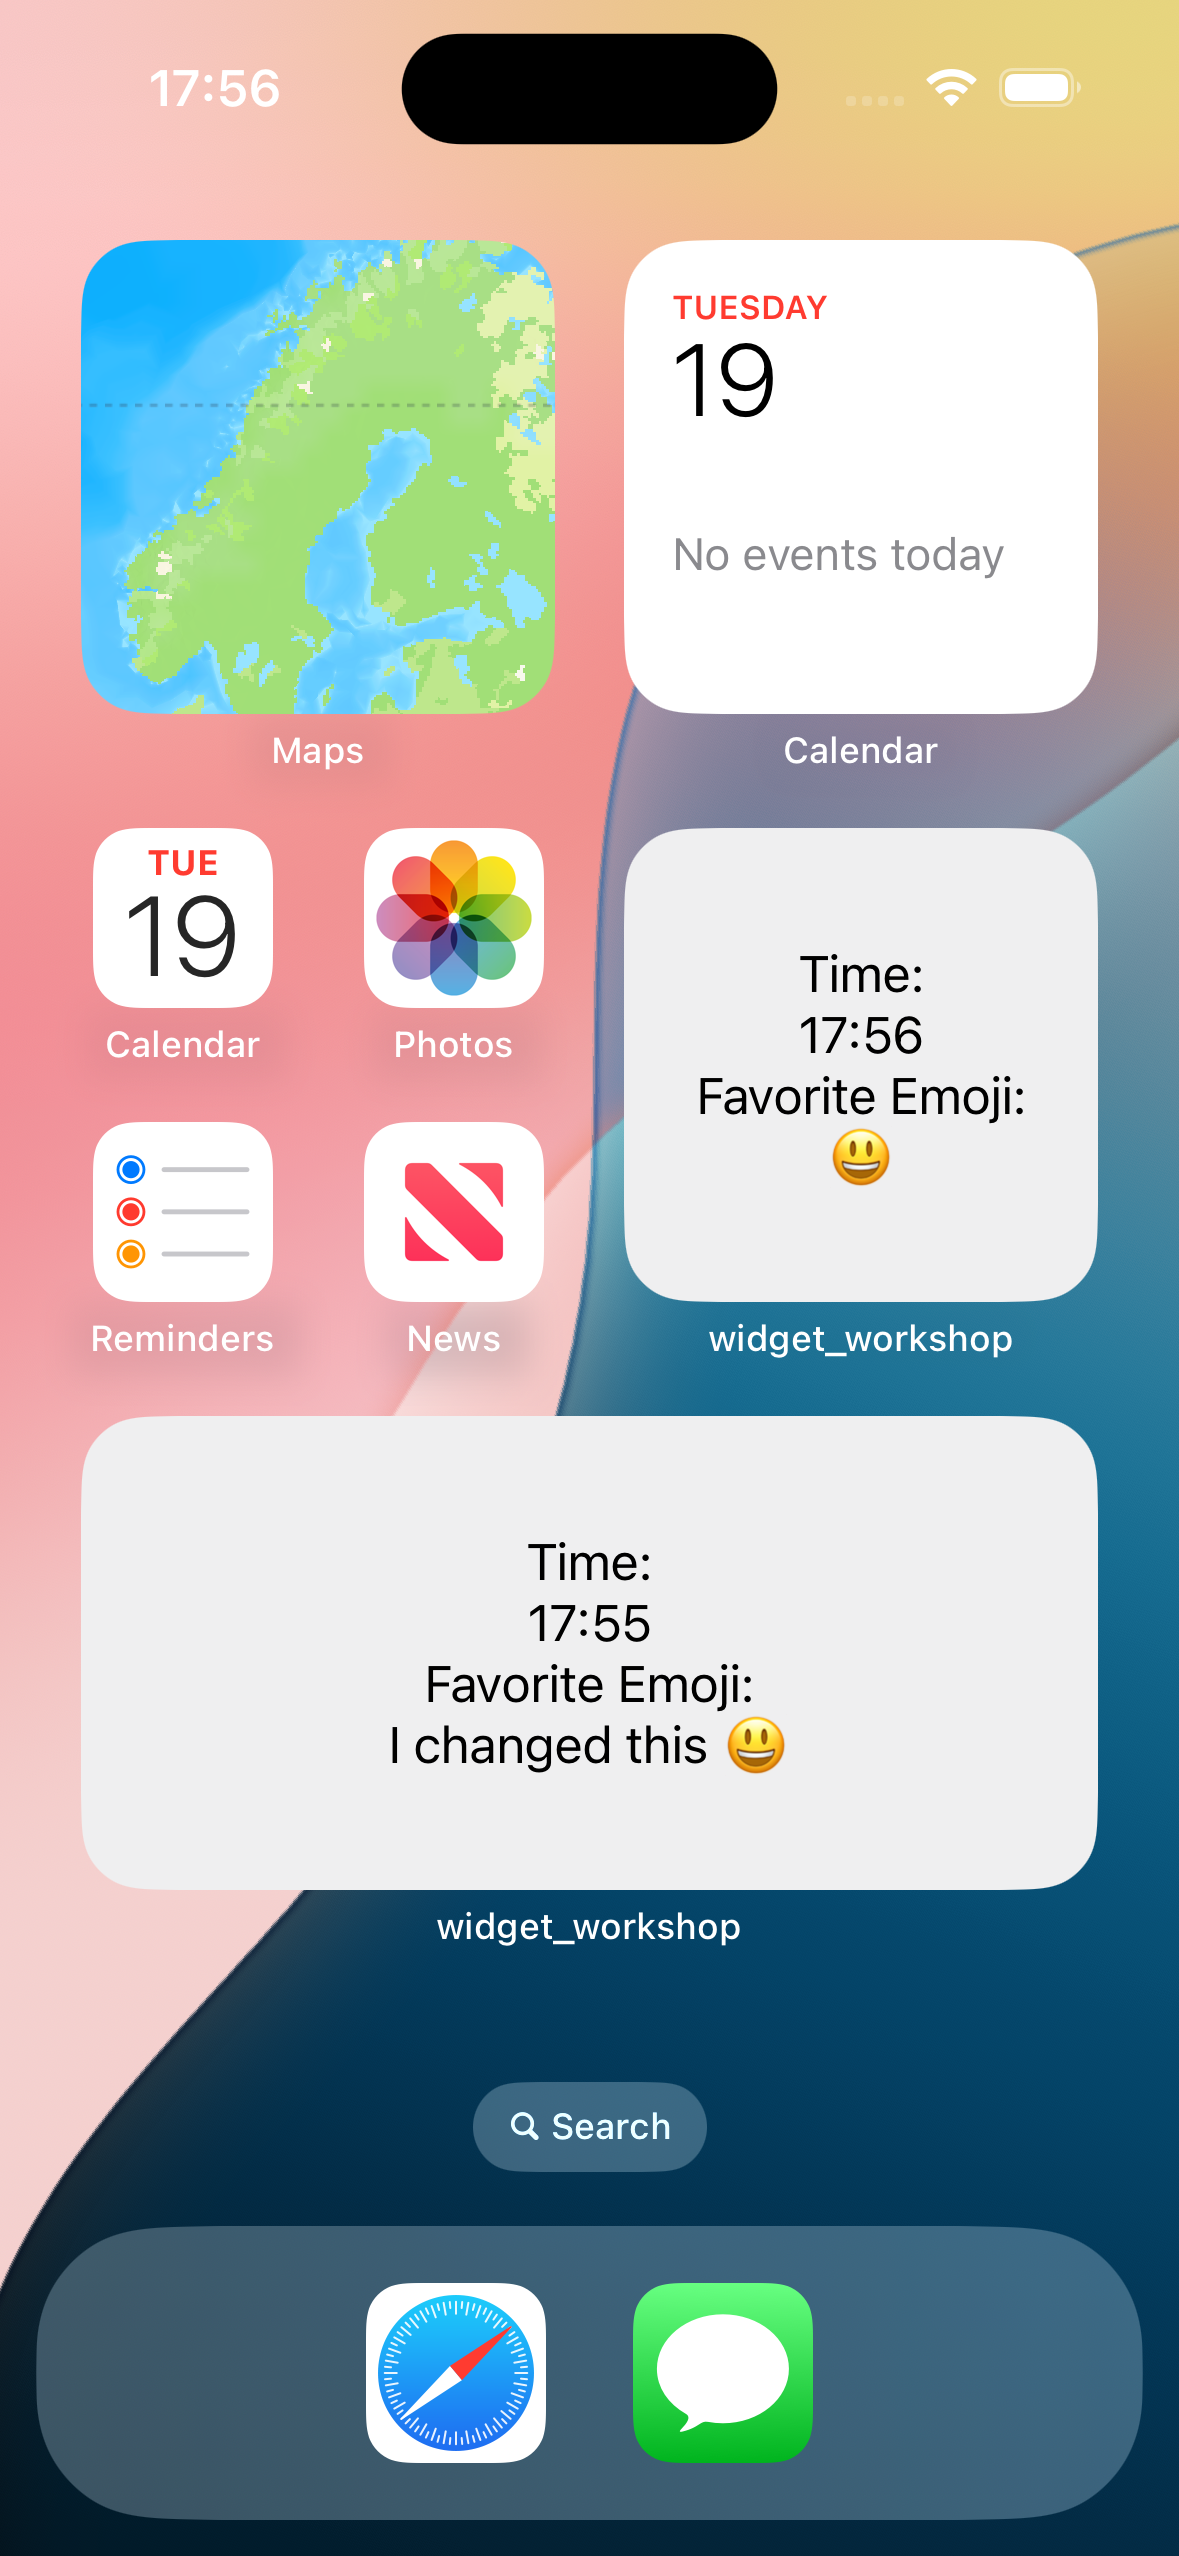 17:56
TUESDAY
19
No events today
Maps
Calendar
TUE
19
Calendar
Photos
Time:
17:56
Favorite Emoji:
😃
Reminders
News
widget_workshop
Time:
17:55
Favorite Emoji:
I changed this 😃
widget_workshop
Search